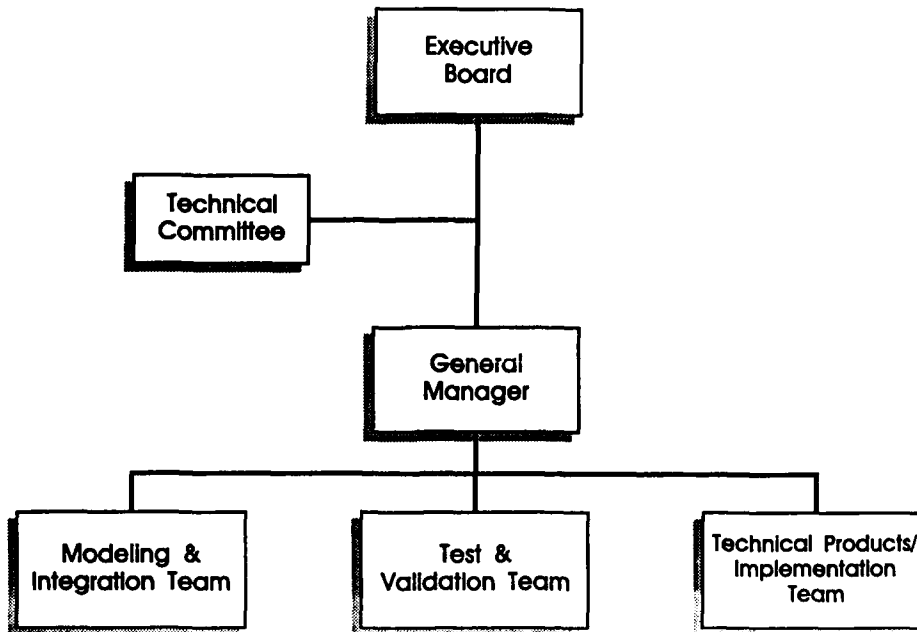 Executive
Board
Technical
Committee
General
Manager
Modeling &
Integration Team
Test &
Validation Team
Technical Products/
Implementation
Team